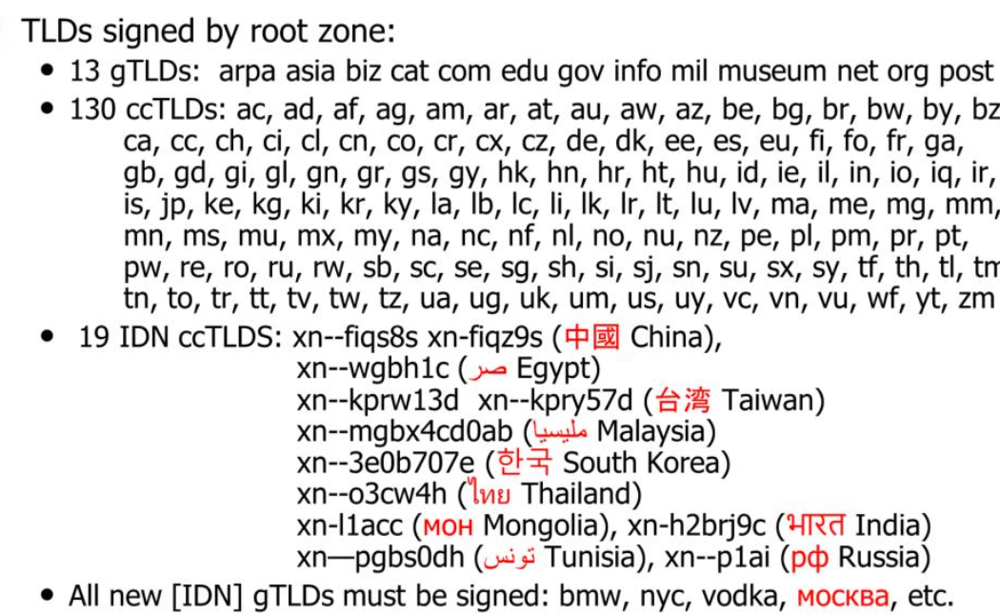 TLDs signed by root zone:
• 13 gTLDs: arpa asia biz cat com edu gov info mil museum net org post
• 130 ccTLDs: ac, ad, af, ag, am, ar, at, au, aw, az, be, bg, br, bw, by, bz
ca, cc, ch, ci, cl, cn, co, cr, cx, cz, de, dk, ee, es, eu, fi, fo, fr, ga,
gb, gd, gi, gl, gn, gr, gs, gy, hk, hn, hr, ht, hu, id, ie, il, in, io, iq, ir,
is, jp, ke, kg, ki, kr, ky, la, lb, lc, li, lk, lr, lt, lu, lv, ma, me, mg, mm,
mn, ms, mu, mx, my, na, nc, nf, nl, no, nu, nz, pe, pl, pm, pr, pt,
pw, re, ro, ru, rw, sb, sc, se, sg, sh, si, sj, sn, su, sx, sy, tf, th, tl, tm
tn, to, tr, tt, tv, tw, tz, ua, ug, uk, um, us, uy, vc, vn, vu, wf, yt, zm
• 19 IDN ccTLDS: xn--fiqs8s xn-fiqz9s (中國 China),
xn--wgbh1c (صر Egypt)
xn--kprw13d xn--kpry57d (台湾 Taiwan)
xn--mgbx4cd0ab (مليسيا Malaysia)
xn--3e0b707e (한국 South Korea)
xn--o3cw4h (ไทย Thailand)
xn-l1acc (мон Mongolia), xn-h2brj9c (भारत India)
xn—pgbs0dh (تونس Tunisia), xn--p1ai (рф Russia)
• All new [IDN] gTLDs must be signed: bmw, nyc, vodka, москва, etc.